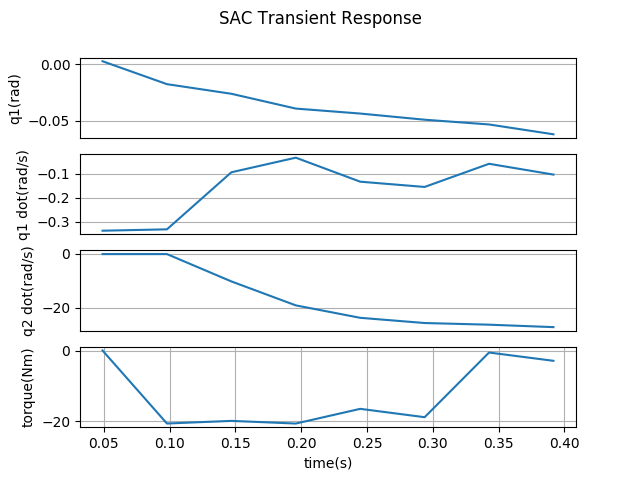 SAC Transient Response
0.00
−0.05
q1(rad)
−0.1
−0.2
−0.3
q1 dot(rad/s)
0
−20
q2 dot(rad/s)
0
−20
torque(Nm)
0.05 0.10 0.15 0.20 0.25 0.30 0.35 0.40
time(s)